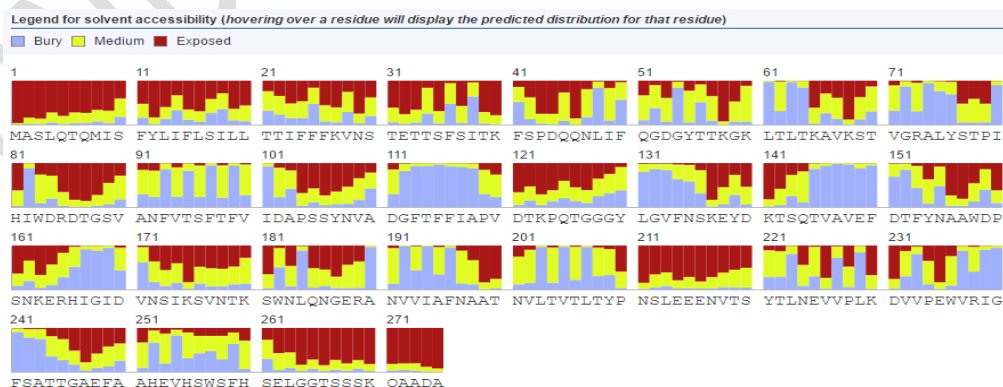 Legend for solvent accessibility (hovering over a residue will display the predicted distribution for that residue)
Bury Medium Exposed
1 11 21 31 41 51 61 71
MASLQTQMIS FYLIFLSILL TTIFFFKVNS TETTSFSITK FSPDQQNLIF QGDGYTTKGK LTLTKAVKST VGRALYSTPI
81 91 101 111 121 131 141 151
HIWDRDTGSV ANFVTSFTFV IDAPSSYNVA DGFTFFIAPV DTKPQTGGGY LGVFNSKEYD KTSQTVAVEF DTFYNAAWDP
161 171 181 191 201 211 221 231
SNKERHIGID VNSIKSVNTK SWNLQNGERA NVVIAFNAAT NVLTVTLTYP NSLEEENVTS YTLNEVVPLK DVVPEWVRIG
241 251 261 271
FSATTGAEFA AHEVHSWSFH SELGGTSSSK QAADA